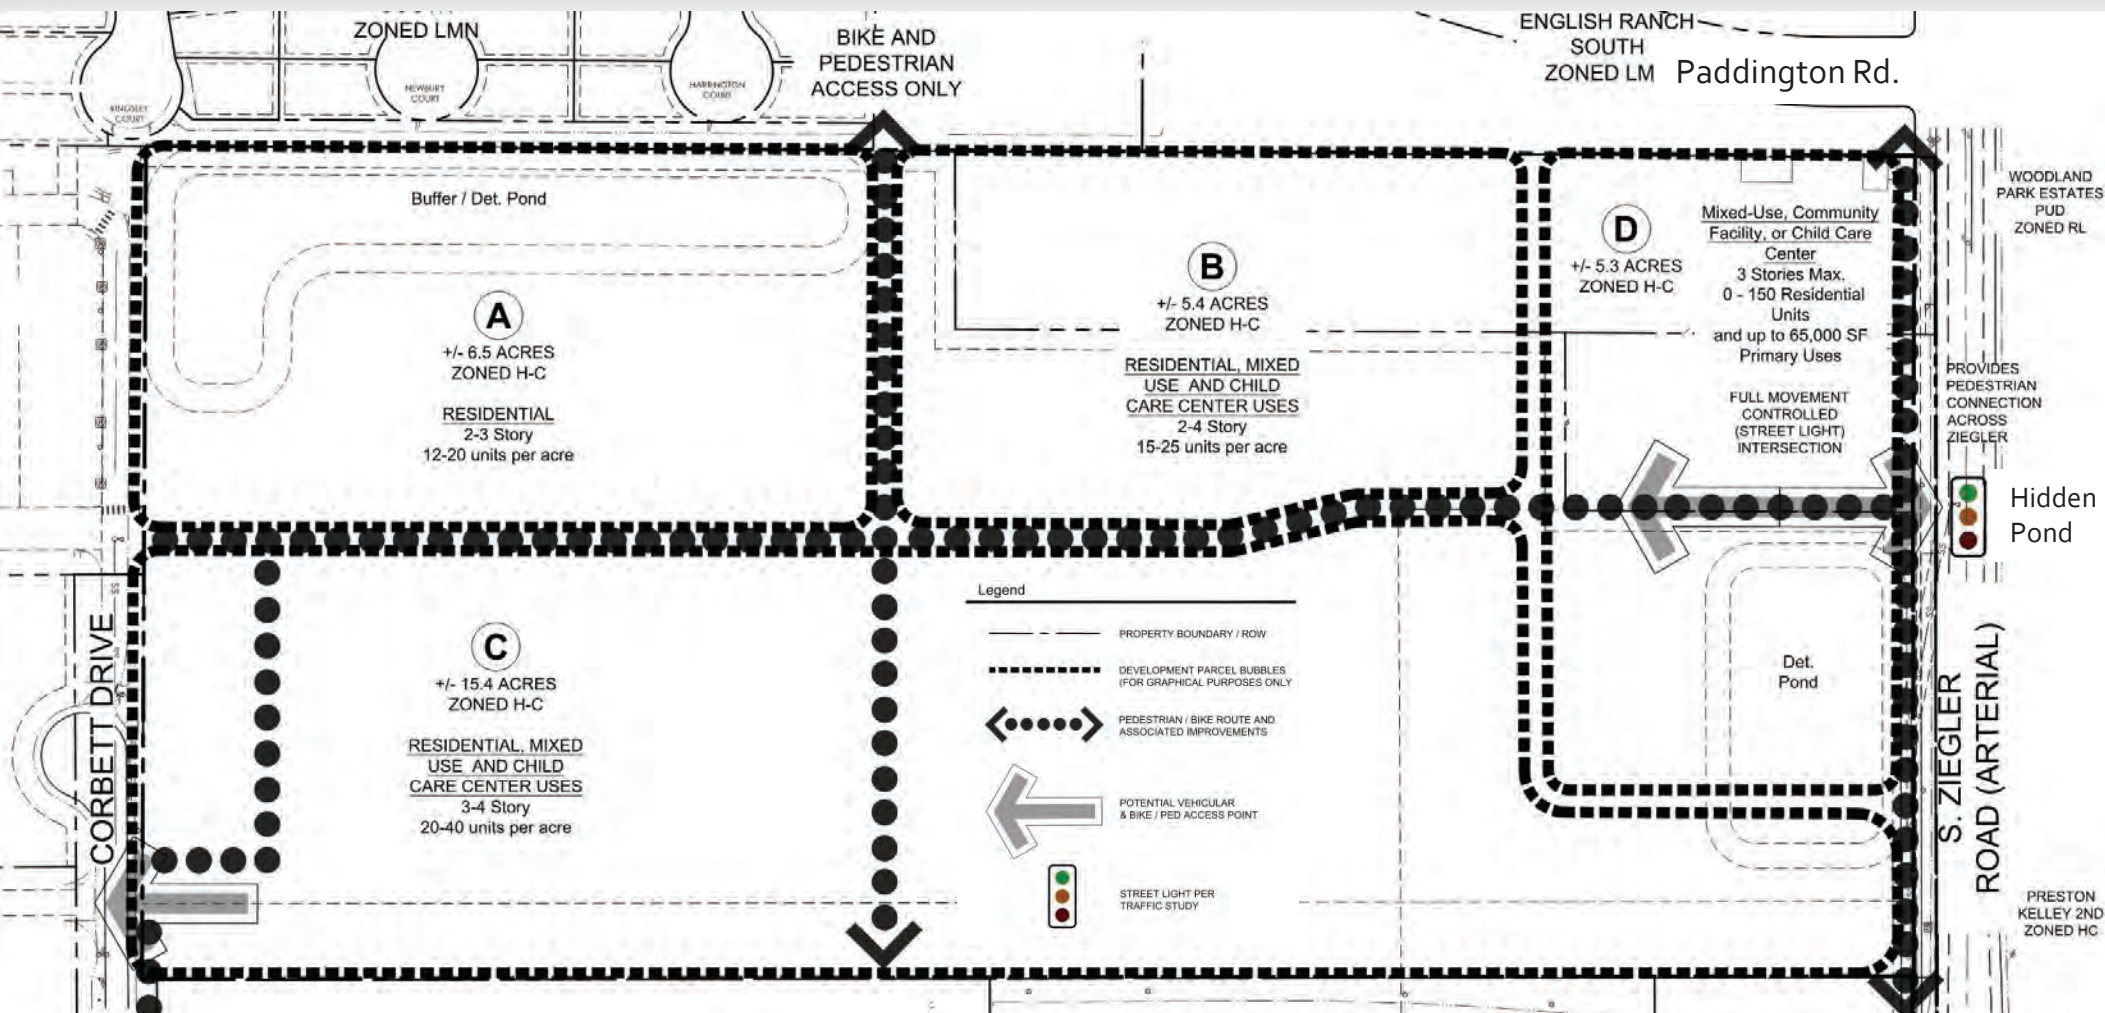 ZONED LMN
BIKE AND
PEDESTRIAN
ACCESS ONLY
ENGLISH RANCH
SOUTH
ZONED LM
Paddington Rd.
KINGSLEY
COURT
NEWBURY
COURT
HARRINGTON
COURT
WOODLAND
PARK ESTATES
PUD
ZONED RL
Buffer / Det. Pond
A
+/- 6.5 ACRES
ZONED H-C
RESIDENTIAL
2-3 Story
12-20 units per acre
B
+/- 5.4 ACRES
ZONED H-C
RESIDENTIAL, MIXED
USE AND CHILD
CARE CENTER USES
2-4 Story
15-25 units per acre
D
+/- 5.3 ACRES
ZONED H-C
Mixed-Use, Community
Facility, or Child Care
Center
3 Stories Max.
0 - 150 Residential
Units
and up to 65,000 SF
Primary Uses
FULL MOVEMENT
CONTROLLED
(STREET LIGHT)
INTERSECTION
PROVIDES
PEDESTRIAN
CONNECTION
ACROSS
ZIEGLER
Hidden
Pond
C
+/- 15.4 ACRES
ZONED H-C
RESIDENTIAL, MIXED
USE AND CHILD
CARE CENTER USES
3-4 Story
20-40 units per acre
Legend
PROPERTY BOUNDARY / ROW
DEVELOPMENT PARCEL BUBBLES
(FOR GRAPHICAL PURPOSES ONLY
PEDESTRIAN / BIKE ROUTE AND
ASSOCIATED IMPROVEMENTS
POTENTIAL VEHICULAR
& BIKE / PED ACCESS POINT
STREET LIGHT PER
TRAFFIC STUDY
Det.
Pond
CORBETT DRIVE
S. ZIEGLER
ROAD (ARTERIAL)
PRESTON
KELLEY 2ND
ZONED HC